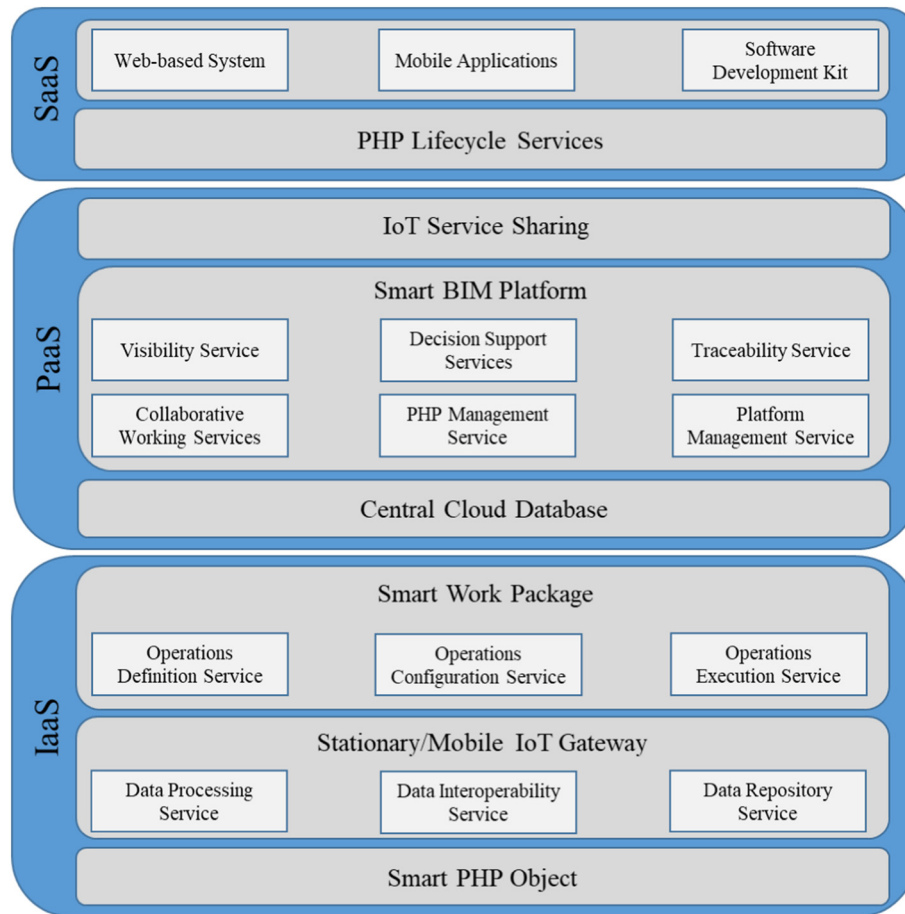 SaaS
Web-based System
Mobile Applications
Software
Development Kit
PHP Lifecycle Services
PaaS
IoT Service Sharing
Smart BIM Platform
Visibility Service
Decision Support
Services
Traceability Service
Collaborative
Working Services
PHP Management
Service
Platform
Management Service
Central Cloud Database
IaaS
Smart Work Package
Operations
Definition Service
Operations
Configuration Service
Operations
Execution Service
Stationary/Mobile IoT Gateway
Data Processing
Service
Data Interoperability
Service
Data Repository
Service
Smart PHP Object